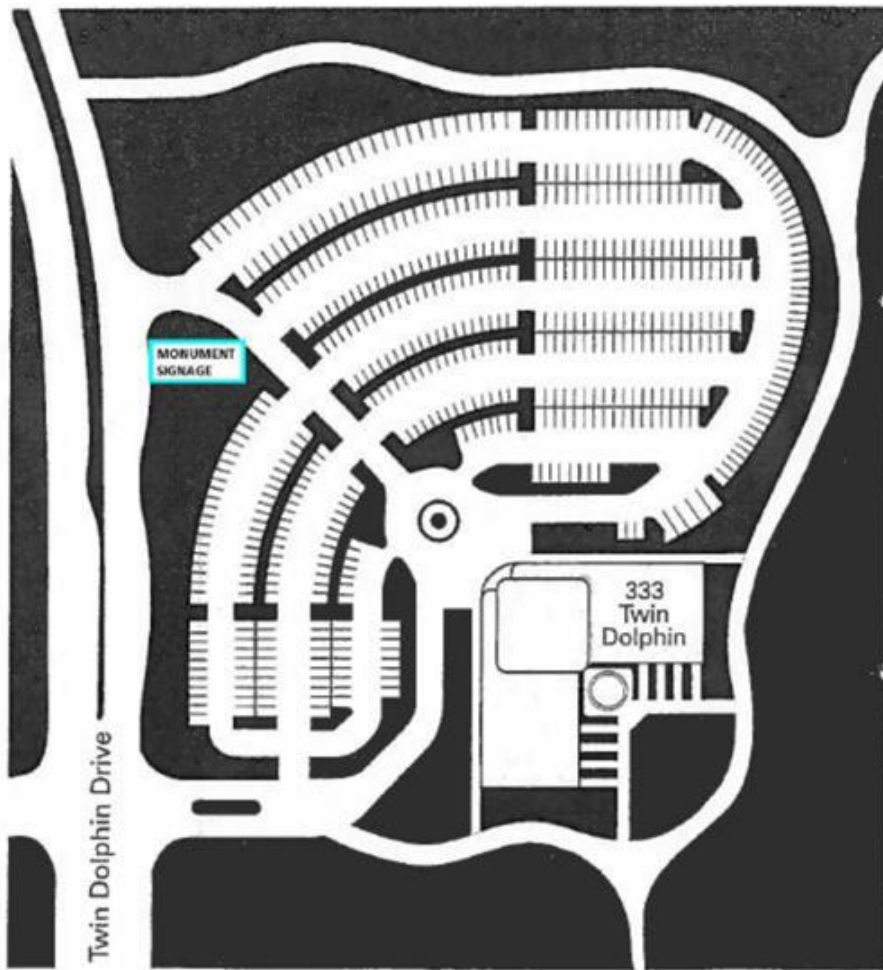 MONUMENT
SIGNAGE
333
Twin
Dolphin
Twin Dolphin Drive